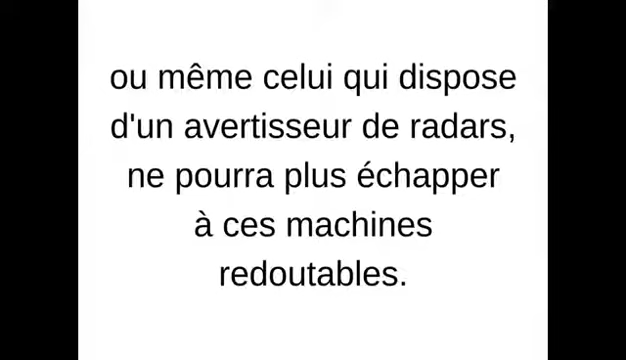 ou même celui qui dispose
d'un avertisseur de radars,
ne pourra plus échapper
à ces machines
redoutables.